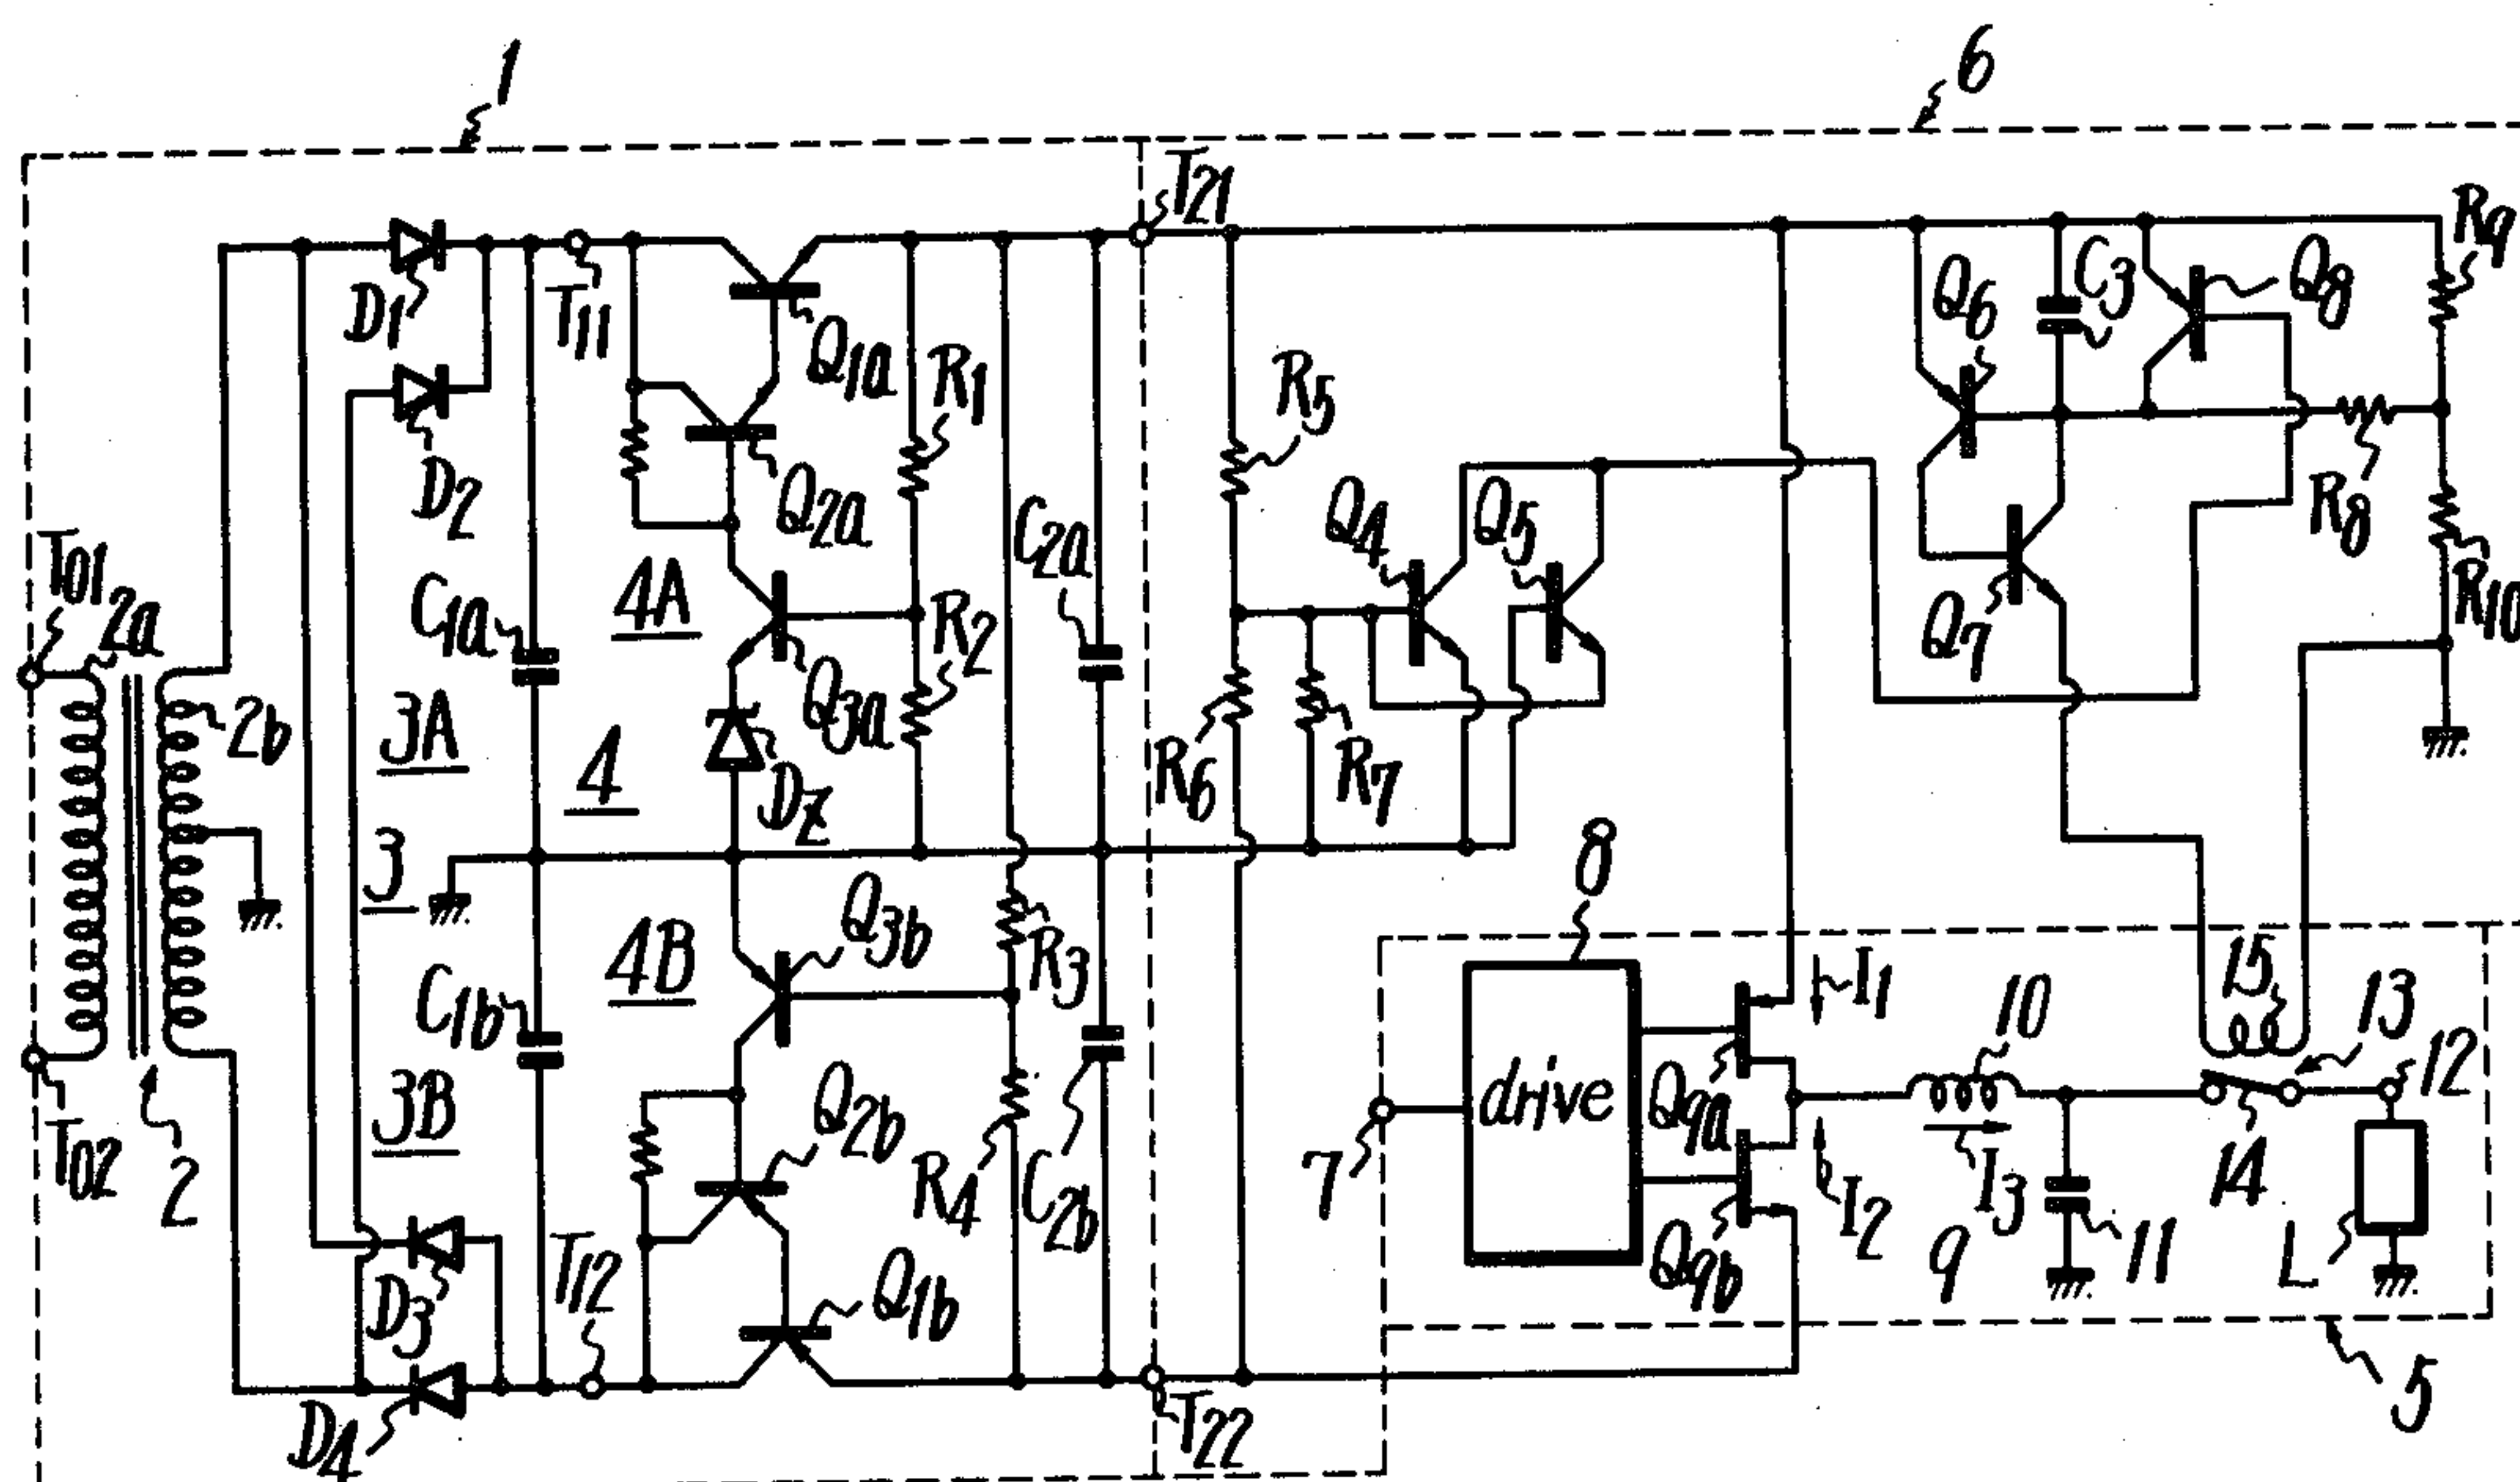 1
6
T21
R9
D1
T11
Q1a
R1
R5
Q6
C3
Q8
D2
Q2a
C2a
Q4
Q5
R8
T01
2a
C1a
4A
R2
Q7
R10
2b
3A
4
Q3a
DZ
R6
R7
3
8
4B
Q3b
R3
C1b
I1
10
15
13
12
3B
drive
Q9a
T02
2
Q2b
R4
C2b
7
I2
I3
14
D3
T12
Q1b
Q9b
9
11
L
D4
T22
5